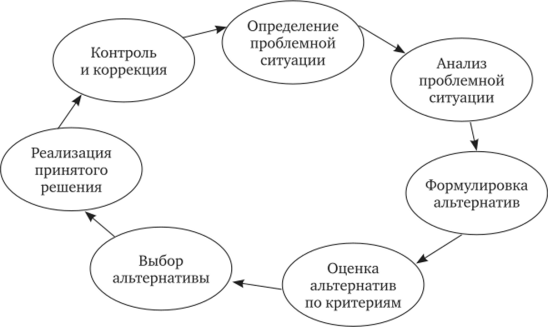 Определение
проблемной
ситуации
Анализ
проблемной
ситуации
Формулировка
альтернатив
Оценка
альтернатив
по критериям
Выбор
альтернативы
Реализация
принятого
решения
Контроль
и коррекция